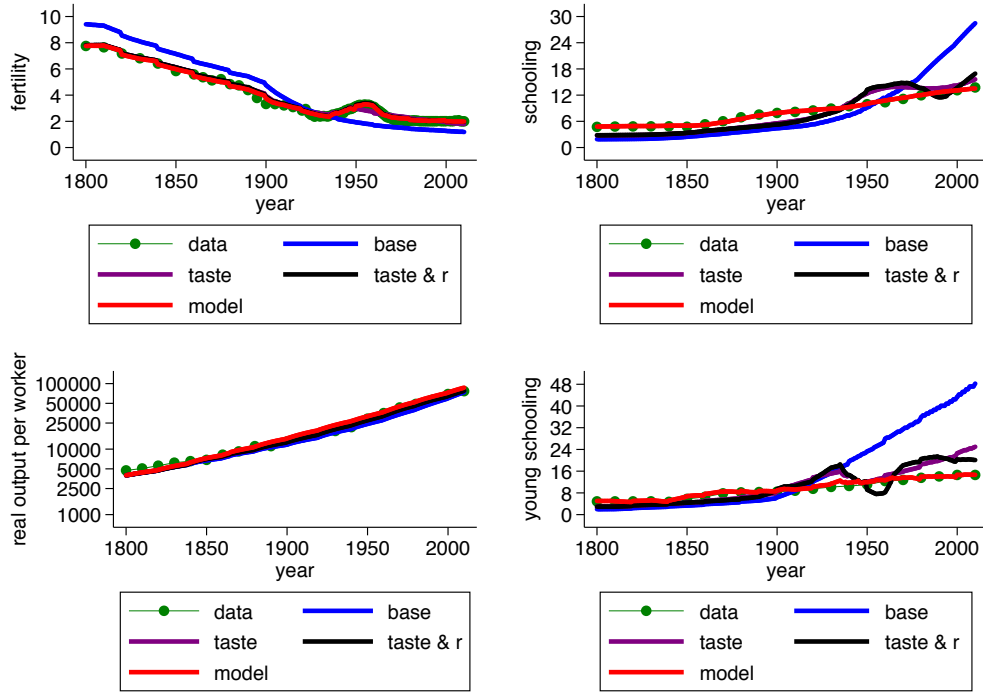 fertility
10
8
6
4
2
0
1800 1850 1900 1950 2000
year
data base
taste taste & r
model
schooling
30
24
18
12
6
0
1800 1850 1900 1950 2000
year
data base
taste taste & r
model
real output per worker
100000
50000
25000
10000
5000
2500
1000
1800 1850 1900 1950 2000
year
data base
taste taste & r
model
young schooling
48
40
32
24
16
8
0
1800 1850 1900 1950 2000
year
data base
taste taste & r
model